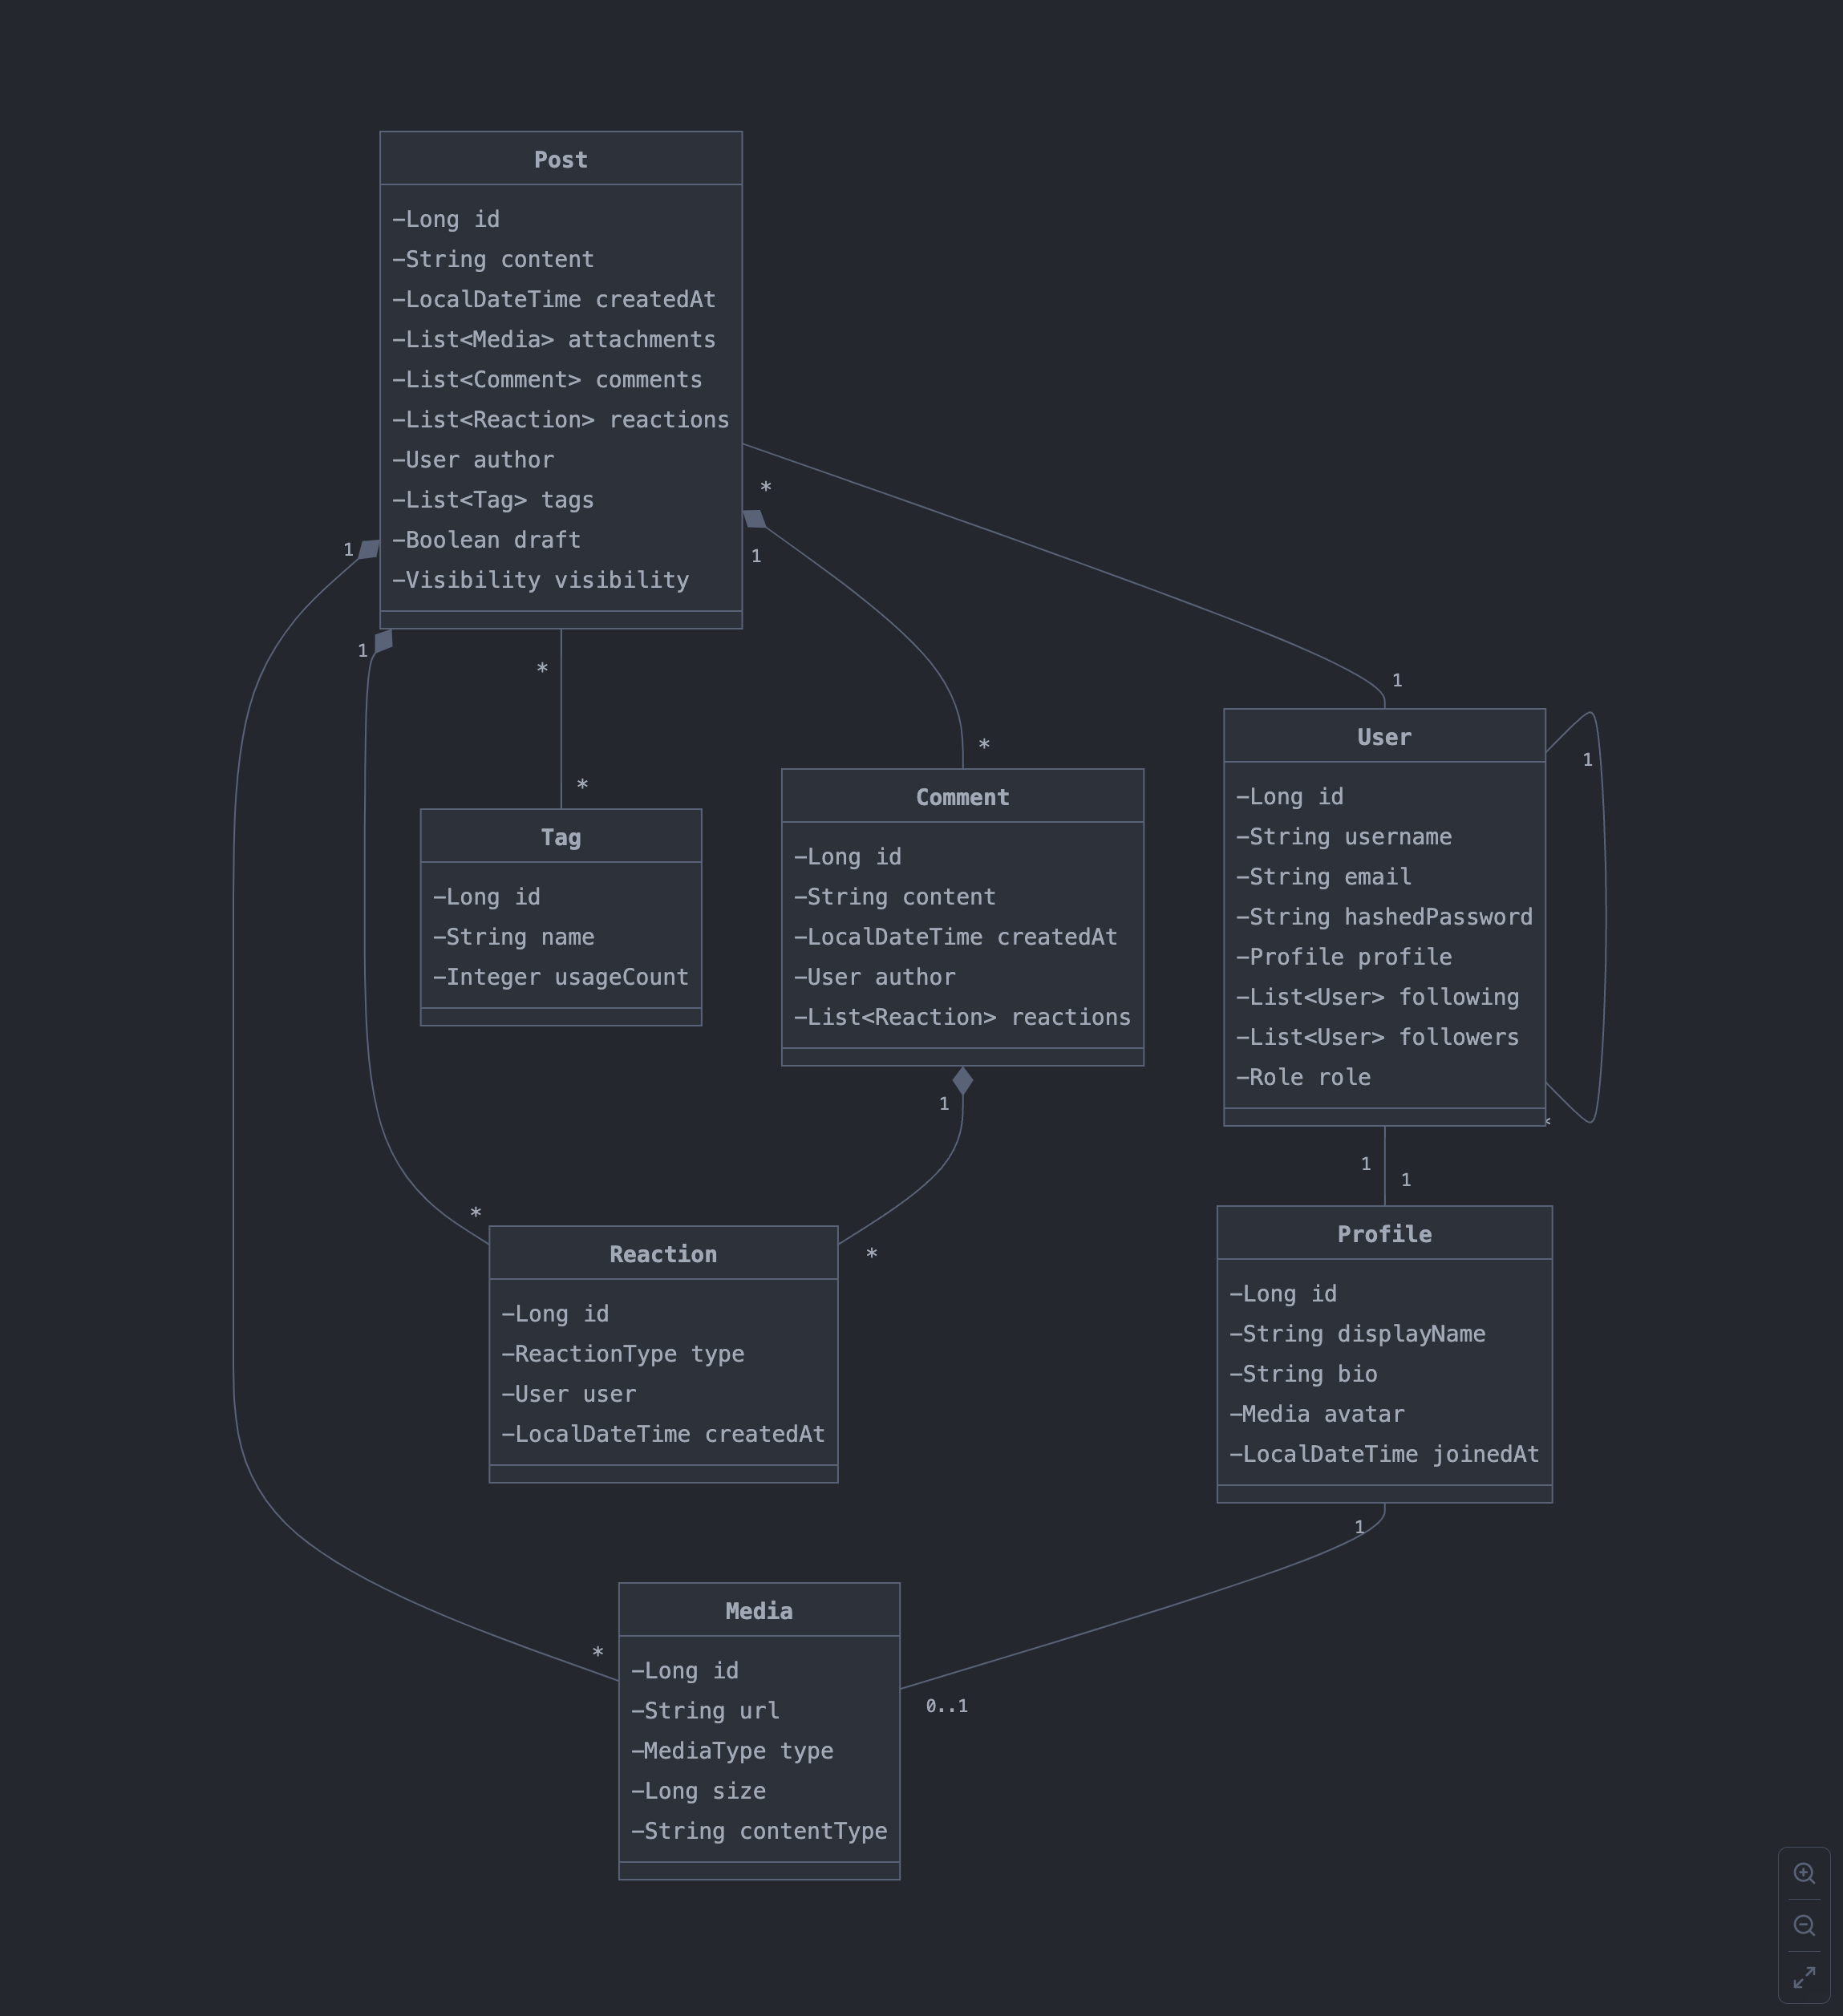 Post
-Long id
-String content
-LocalDateTime createdAt
-List<Media> attachments
-List<Comment> comments
-List<Reaction> reactions
-User author
-List<Tag> tags
-Boolean draft
-Visibility visibility
*
1
1
1
*
*
1
*
Tag
-Long id
-String name
-Integer usageCount
Comment
-Long id
-String content
-LocalDateTime createdAt
-User author
-List<Reaction> reactions
User
-Long id
-String username
-String email
-String hashedPassword
-Profile profile
-List<User> following
-List<User> followers
-Role role
1
*
1
*
*
1
1
Reaction
-Long id
-ReactionType type
-User user
-LocalDateTime createdAt
Profile
-Long id
-String displayName
-String bio
-Media avatar
-LocalDateTime joinedAt
1
*
0..1
Media
-Long id
-String url
-MediaType type
-Long size
-String contentType